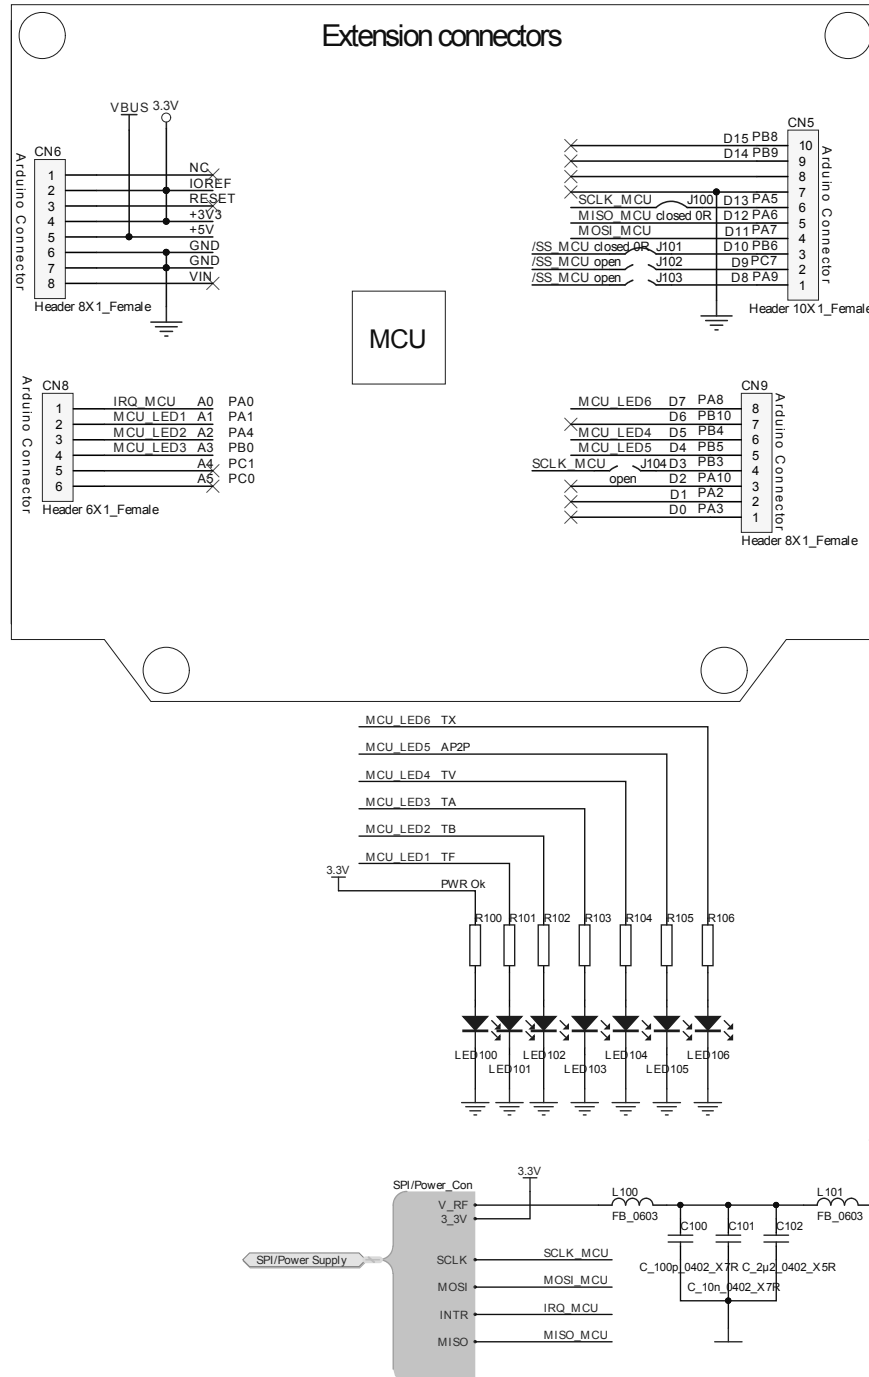 Extension connectors
VBUS 3.3V
CN6
Arduino Connector
1 NC
2 IOREF
3 RESET
4 +3V3
5 +5V
6 GND
7 GND
8 VIN
Header 8X1_Female
CN5
Arduino Connector
D15 PB8 10
D14 PB9 9
8
7
SCLK_MCU J100 D13 PA5 6
MISO_MCU closed 0R D12 PA6 5
MOSI_MCU D11 PA7 4
/SS_MCU closed 0R J101 D10 PB6 3
/SS_MCU open J102 D9 PC7 2
/SS_MCU open J103 D8 PA9 1
Header 10X1_Female
MCU
CN8
Arduino Connector
1 IRQ_MCU A0 PA0
2 MCU_LED1 A1 PA1
3 MCU_LED2 A2 PA4
4 MCU_LED3 A3 PB0
5 A4 PC1
6 A5 PC0
Header 6X1_Female
CN9
Arduino Connector
MCU_LED6 D7 PA8 8
D6 PB10 7
MCU_LED4 D5 PB4 6
MCU_LED5 D4 PB5 5
SCLK_MCU J104 D3 PB3 4
open D2 PA10 3
D1 PA2 2
D0 PA3 1
Header 8X1_Female
MCU_LED6 TX
MCU_LED5 AP2P
MCU_LED4 TV
MCU_LED3 TA
MCU_LED2 TB
MCU_LED1 TF
3.3V
PWR Ok
R100 R101 R102 R103 R104 R105 R106
LED100 LED102 LED104 LED106
LED101 LED103 LED105
3.3V
SPI/Power_Con
V_RF
3_3V
L100
FB_0603
L101
FB_0603
C100 C101 C102
C_100p_0402_X7R C_2µ2_0402_X5R
C_10n_0402_X7R
SPI/Power Supply
SCLK SCLK_MCU
MOSI MOSI_MCU
INTR IRQ_MCU
MISO MISO_MCU